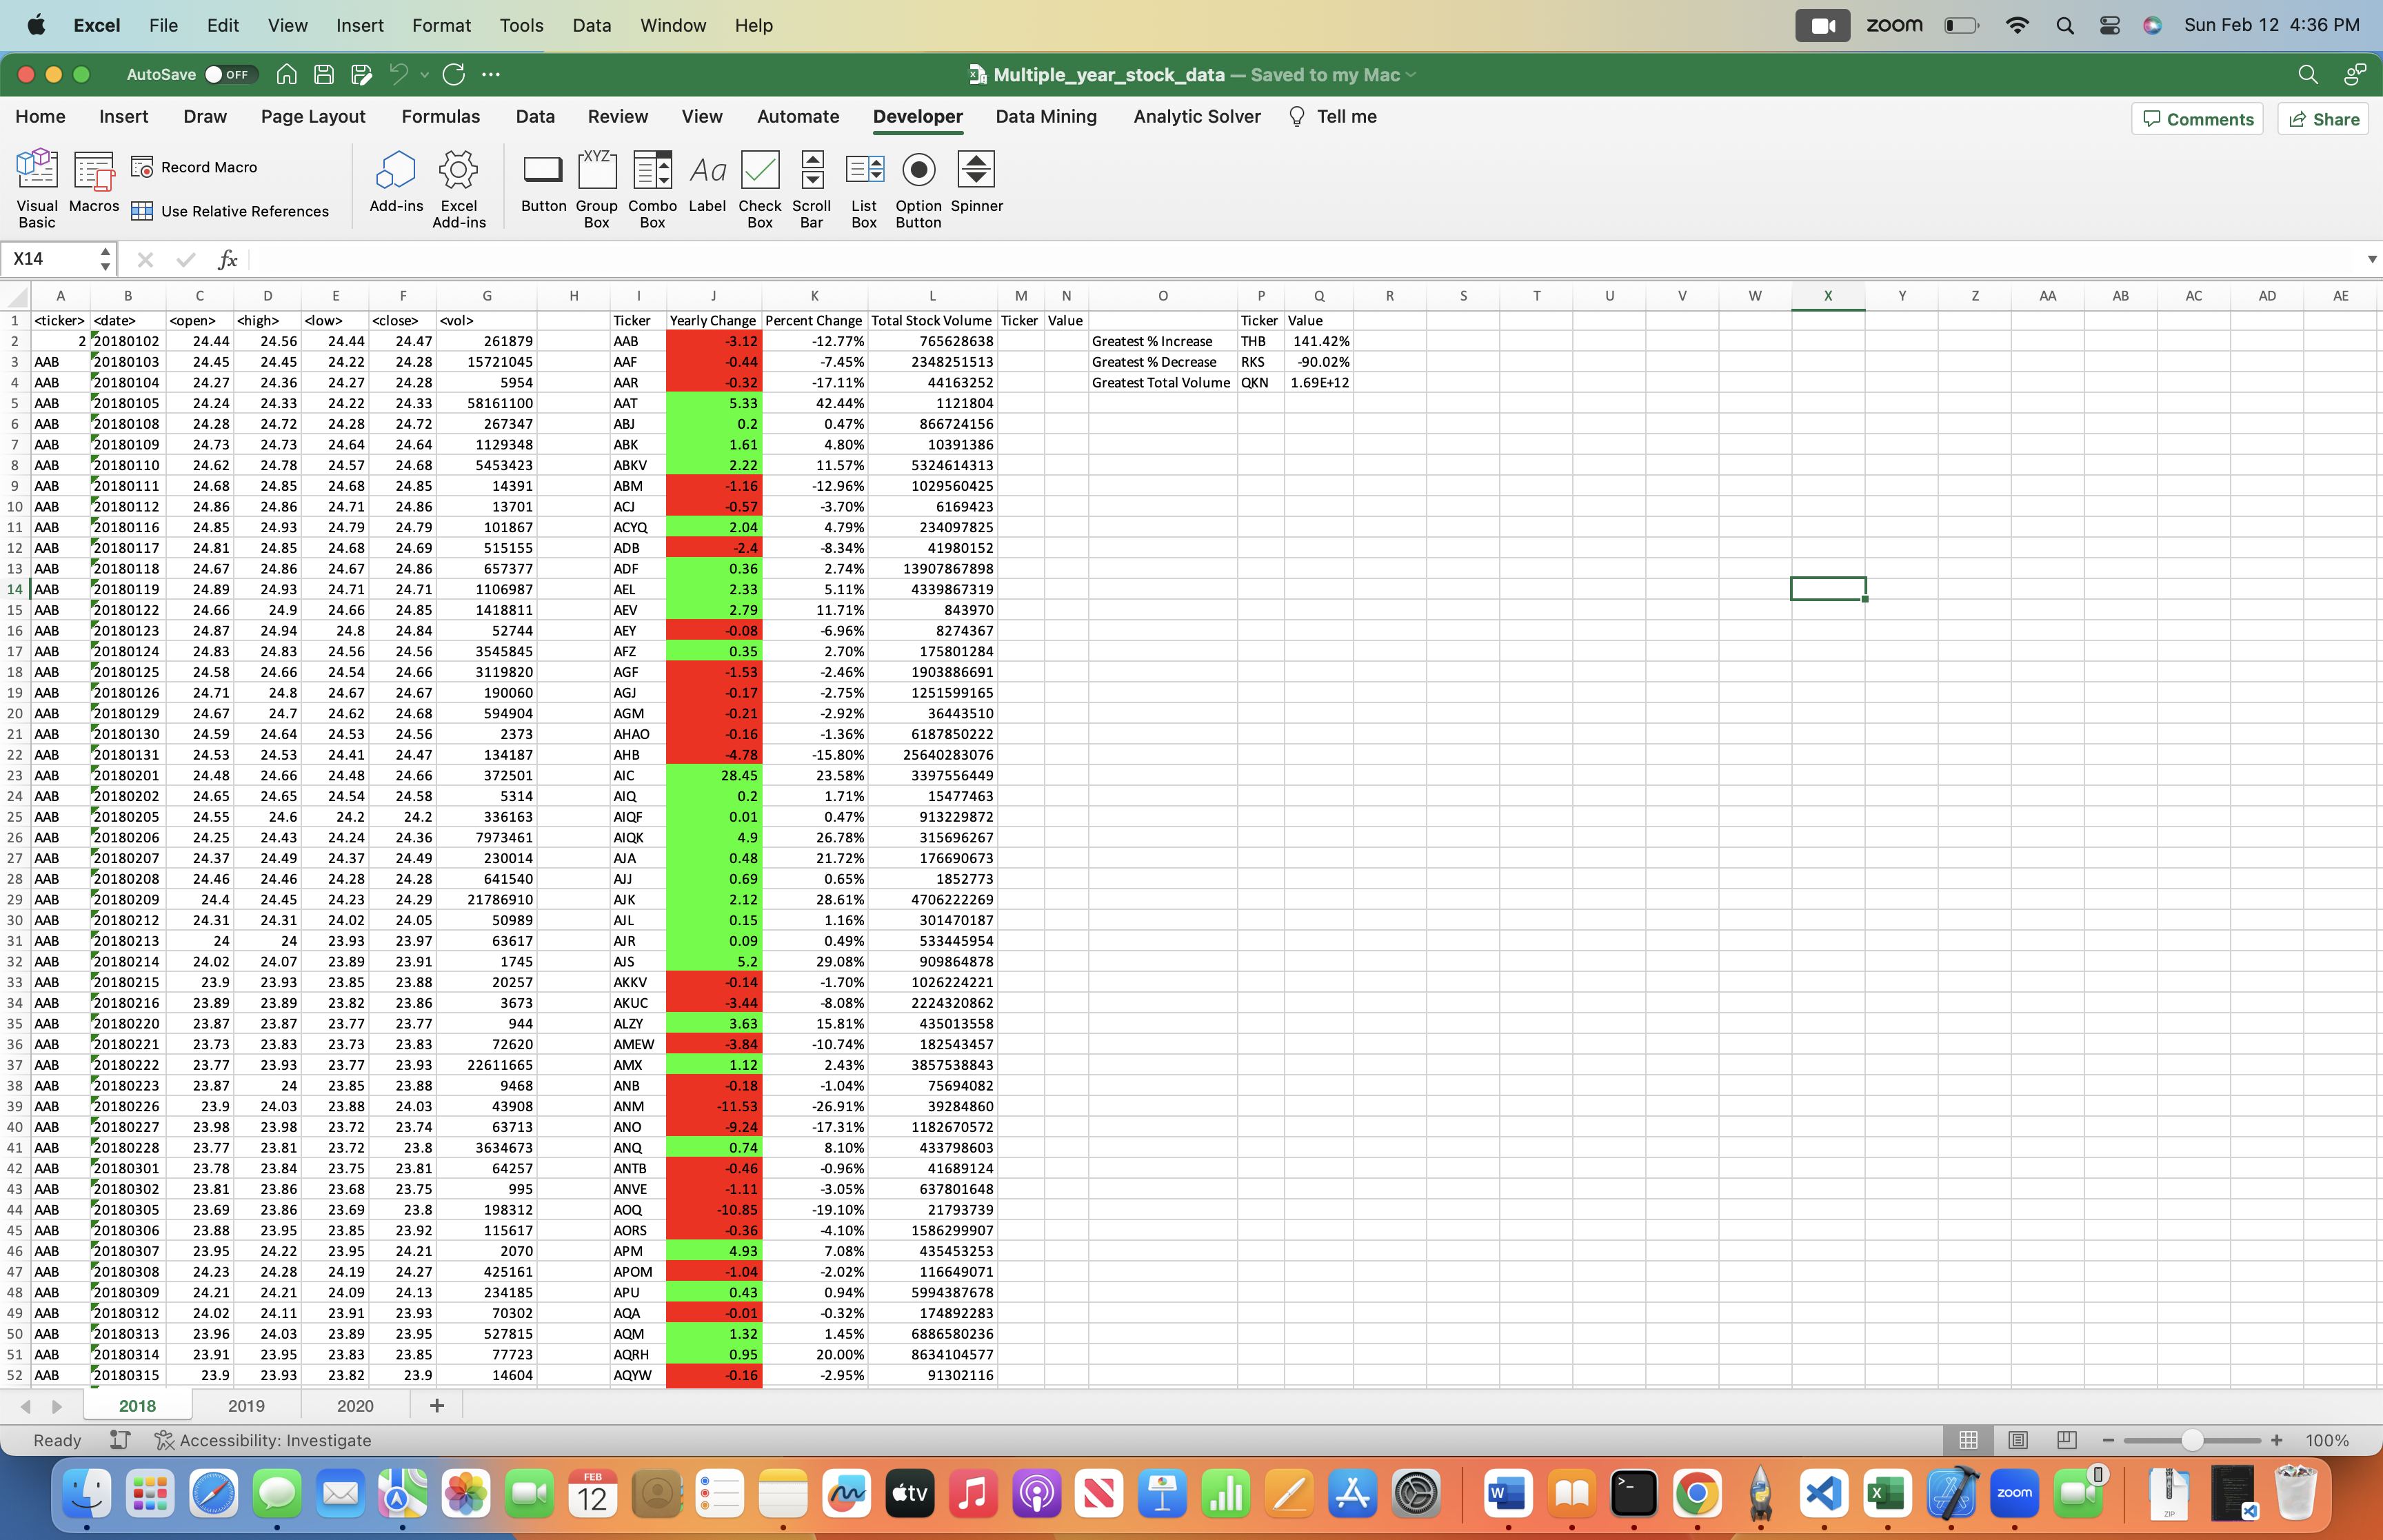 Excel File Edit View Insert Format Tools Data Window Help zoom Sun Feb 12 4:36 PM
AutoSave OFF Multiple_year_stock_data — Saved to my Mac
Home Insert Draw Page Layout Formulas Data Review View Automate Developer Data Mining Analytic Solver Tell me Comments Share
Visual Basic Macros Record Macro Use Relative References Add-ins Excel Add-ins Button XYZ Group Box Combo Box Aa Label Check Box Scroll Bar List Box Option Button Spinner
X14 fx
A B C D E F G H I J K L M N O P Q R S T U V W X Y Z AA AB AC AD AE
1 <ticker> <date> <open> <high> <low> <close> <vol> Ticker Yearly Change Percent Change Total Stock Volume Ticker Value Ticker Value
2 2 20180102 24.44 24.56 24.44 24.47 261879 AAB -3.12 -12.77% 765628638 Greatest % Increase THB 141.42%
3 AAB 20180103 24.45 24.45 24.22 24.28 15721045 AAF -0.44 -7.45% 2348251513 Greatest % Decrease RKS -90.02%
4 AAB 20180104 24.27 24.36 24.27 24.28 5954 AAR -0.32 -17.11% 44163252 Greatest Total Volume QKN 1.69E+12
5 AAB 20180105 24.24 24.33 24.22 24.33 58161100 AAT 5.33 42.44% 1121804
6 AAB 20180108 24.28 24.72 24.28 24.72 267347 ABJ 0.2 0.47% 866724156
7 AAB 20180109 24.73 24.73 24.64 24.64 1129348 ABK 1.61 4.80% 10391386
8 AAB 20180110 24.62 24.78 24.57 24.68 5453423 ABKV 2.22 11.57% 5324614313
9 AAB 20180111 24.68 24.85 24.68 24.85 14391 ABM -1.16 -12.96% 1029560425
10 AAB 20180112 24.86 24.86 24.71 24.86 13701 ACJ -0.57 -3.70% 6169423
11 AAB 20180116 24.85 24.93 24.79 24.79 101867 ACYQ 2.04 4.79% 234097825
12 AAB 20180117 24.81 24.85 24.68 24.69 515155 ADB -2.4 -8.34% 41980152
13 AAB 20180118 24.67 24.86 24.67 24.86 657377 ADF 0.36 2.74% 13907867898
14 AAB 20180119 24.89 24.93 24.71 24.71 1106987 AEL 2.33 5.11% 4339867319
15 AAB 20180122 24.66 24.9 24.66 24.85 1418811 AEV 2.79 11.71% 843970
16 AAB 20180123 24.87 24.94 24.8 24.84 52744 AEY -0.08 -6.96% 8274367
17 AAB 20180124 24.83 24.83 24.56 24.56 3545845 AFZ 0.35 2.70% 175801284
18 AAB 20180125 24.58 24.66 24.54 24.66 3119820 AGF -1.53 -2.46% 1903886691
19 AAB 20180126 24.71 24.8 24.67 24.67 190060 AGJ -0.17 -2.75% 1251599165
20 AAB 20180129 24.67 24.7 24.62 24.68 594904 AGM -0.21 -2.92% 36443510
21 AAB 20180130 24.59 24.64 24.53 24.56 2373 AHAO -0.16 -1.36% 6187850222
22 AAB 20180131 24.53 24.53 24.41 24.47 134187 AHB -4.78 -15.80% 25640283076
23 AAB 20180201 24.48 24.66 24.48 24.66 372501 AIC 28.45 23.58% 3397556449
24 AAB 20180202 24.65 24.65 24.54 24.58 5314 AIQ 0.2 1.71% 15477463
25 AAB 20180205 24.55 24.6 24.2 24.2 336163 AIQF 0.01 0.47% 913229872
26 AAB 20180206 24.25 24.43 24.24 24.36 7973461 AIQK 4.9 26.78% 315696267
27 AAB 20180207 24.37 24.49 24.37 24.49 230014 AJA 0.48 21.72% 176690673
28 AAB 20180208 24.46 24.46 24.28 24.28 641540 AJJ 0.69 0.65% 1852773
29 AAB 20180209 24.4 24.45 24.23 24.29 21786910 AJK 2.12 28.61% 4706222269
30 AAB 20180212 24.31 24.31 24.02 24.05 50989 AJL 0.15 1.16% 301470187
31 AAB 20180213 24 24 23.93 23.97 63617 AJR 0.09 0.49% 533445954
32 AAB 20180214 24.02 24.07 23.89 23.91 1745 AJS 5.2 29.08% 909864878
33 AAB 20180215 23.9 23.93 23.85 23.88 20257 AKKV -0.14 -1.70% 1026224221
34 AAB 20180216 23.89 23.89 23.82 23.86 3673 AKUC -3.44 -8.08% 2224320862
35 AAB 20180220 23.87 23.87 23.77 23.77 944 ALZY 3.63 15.81% 435013558
36 AAB 20180221 23.73 23.83 23.73 23.83 72620 AMEW -3.84 -10.74% 182543457
37 AAB 20180222 23.77 23.93 23.77 23.93 22611665 AMX 1.12 2.43% 3857538843
38 AAB 20180223 23.87 24 23.85 23.88 9468 ANB -0.18 -1.04% 75694082
39 AAB 20180226 23.9 24.03 23.88 24.03 43908 ANM -11.53 -26.91% 39284860
40 AAB 20180227 23.98 23.98 23.72 23.74 63713 ANO -9.24 -17.31% 1182670572
41 AAB 20180228 23.77 23.81 23.72 23.8 3634673 ANQ 0.74 8.10% 433798603
42 AAB 20180301 23.78 23.84 23.75 23.81 64257 ANTB -0.46 -0.96% 41689124
43 AAB 20180302 23.81 23.86 23.68 23.75 995 ANVE -1.11 -3.05% 637801648
44 AAB 20180305 23.69 23.86 23.69 23.8 198312 AOQ -10.85 -19.10% 21793739
45 AAB 20180306 23.88 23.95 23.85 23.92 115617 AORS -0.36 -4.10% 1586299907
46 AAB 20180307 23.95 24.22 23.95 24.21 2070 APM 4.93 7.08% 435453253
47 AAB 20180308 24.23 24.28 24.19 24.27 425161 APOM -1.04 -2.02% 116649071
48 AAB 20180309 24.21 24.21 24.09 24.13 234185 APU 0.43 0.94% 5994387678
49 AAB 20180312 24.02 24.11 23.91 23.93 70302 AQA -0.01 -0.32% 174892283
50 AAB 20180313 23.96 24.03 23.89 23.95 527815 AQM 1.32 1.45% 6886580236
51 AAB 20180314 23.91 23.95 23.83 23.85 77723 AQRH 0.95 20.00% 8634104577
52 AAB 20180315 23.9 23.93 23.82 23.9 14604 AQYW -0.16 -2.95% 91302116
2018 2019 2020
Ready Accessibility: Investigate 100%
FEB 12 tv W X zoom ZIP